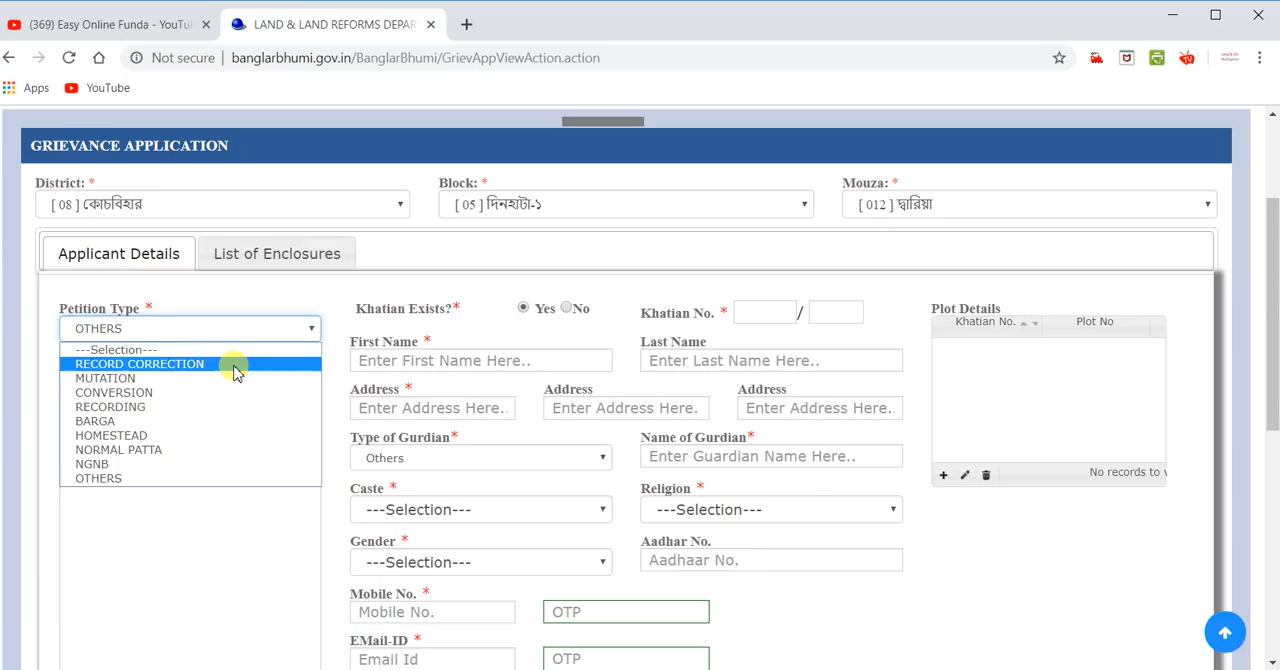 (369) Easy Online Funda - YouTu
LAND & LAND REFORMS DEPAR
Not secure | banglarbhumi.gov.in/BanglarBhumi/GrievAppViewAction.action
Apps YouTube
GRIEVANCE APPLICATION
District: * Block: * Mouza: *
[ 08 ] কোচবিহার [ 05 ] দিনহাটা-১ [ 012 ] দ্বারিয়া
Applicant Details List of Enclosures
Petition Type * Khatian Exists?* Yes No Khatian No. * / Plot Details
OTHERS
Khatian No. Plot No
---Selection---
RECORD CORRECTION
MUTATION
CONVERSION
RECORDING
BARGA
HOMESTEAD
NORMAL PATTA
NGNB
OTHERS
First Name * Last Name
Enter First Name Here.. Enter Last Name Here..
Address * Address Address
Enter Address Here.. Enter Address Here. Enter Address Here..
Type of Gurdian* Name of Gurdian*
Others Enter Guardian Name Here..
No records to v
Caste * Religion *
---Selection--- ---Selection---
Gender * Aadhar No.
---Selection--- Aadhaar No.
Mobile No. *
Mobile No. OTP
EMail-ID *
Email Id OTP